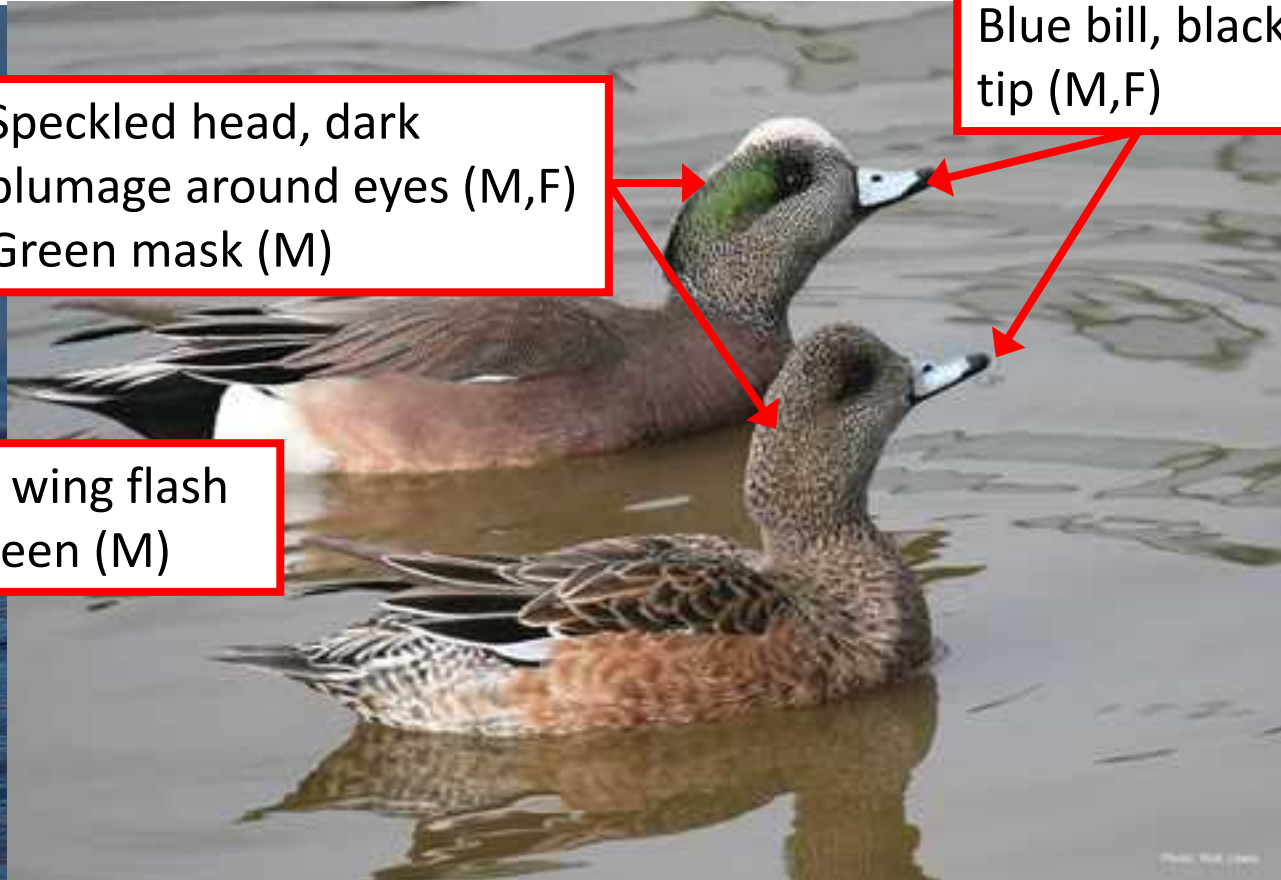 Blue bill, black
tip (M,F)
Speckled head, dark
plumage around eyes (M,F)
Green mask (M)
wing flash
een (M)